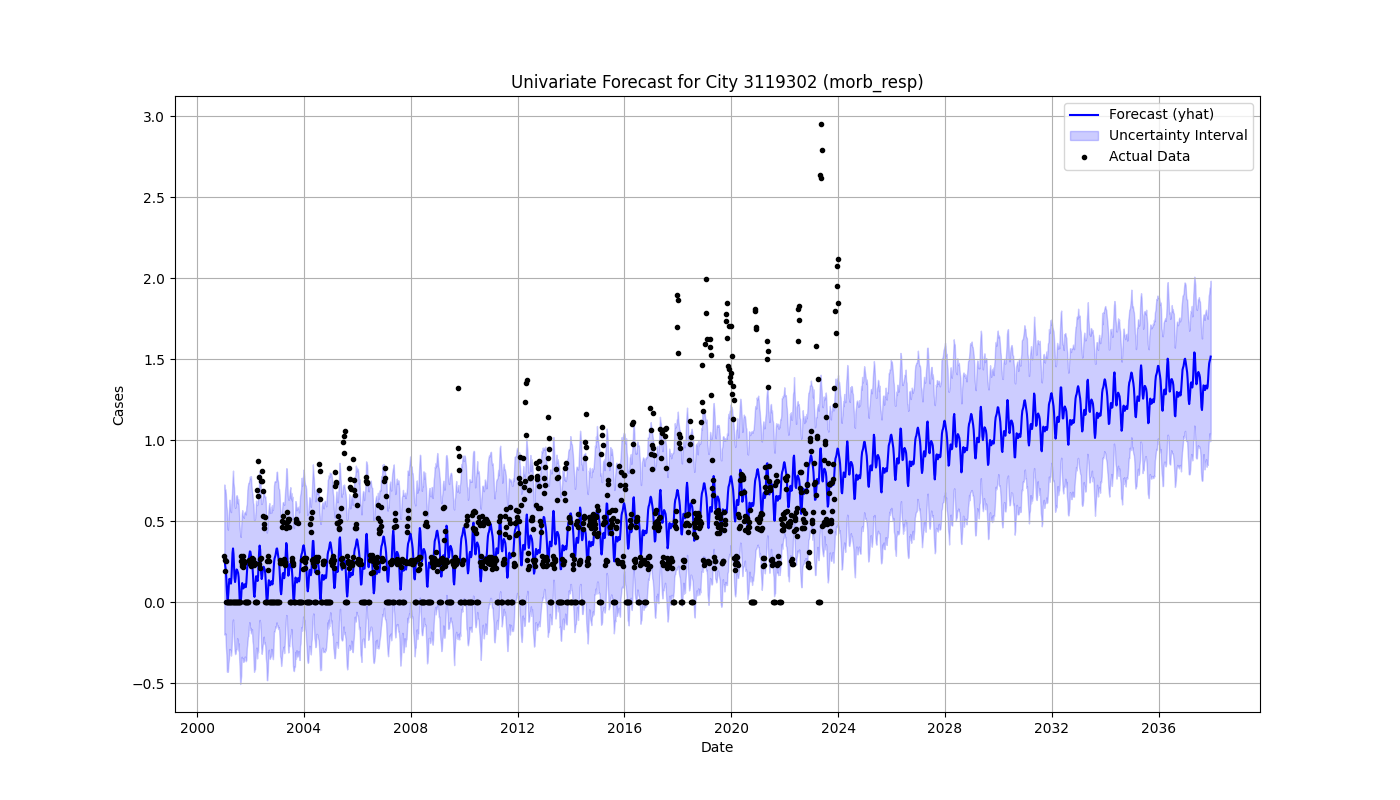 Univariate Forecast for City 3119302 (morb_resp)
Forecast (yhat)
Uncertainty Interval
Actual Data
3.0
2.5
2.0
1.5
1.0
0.5
0.0
−0.5
Cases
2000 2004 2008 2012 2016 2020 2024 2028 2032 2036
Date